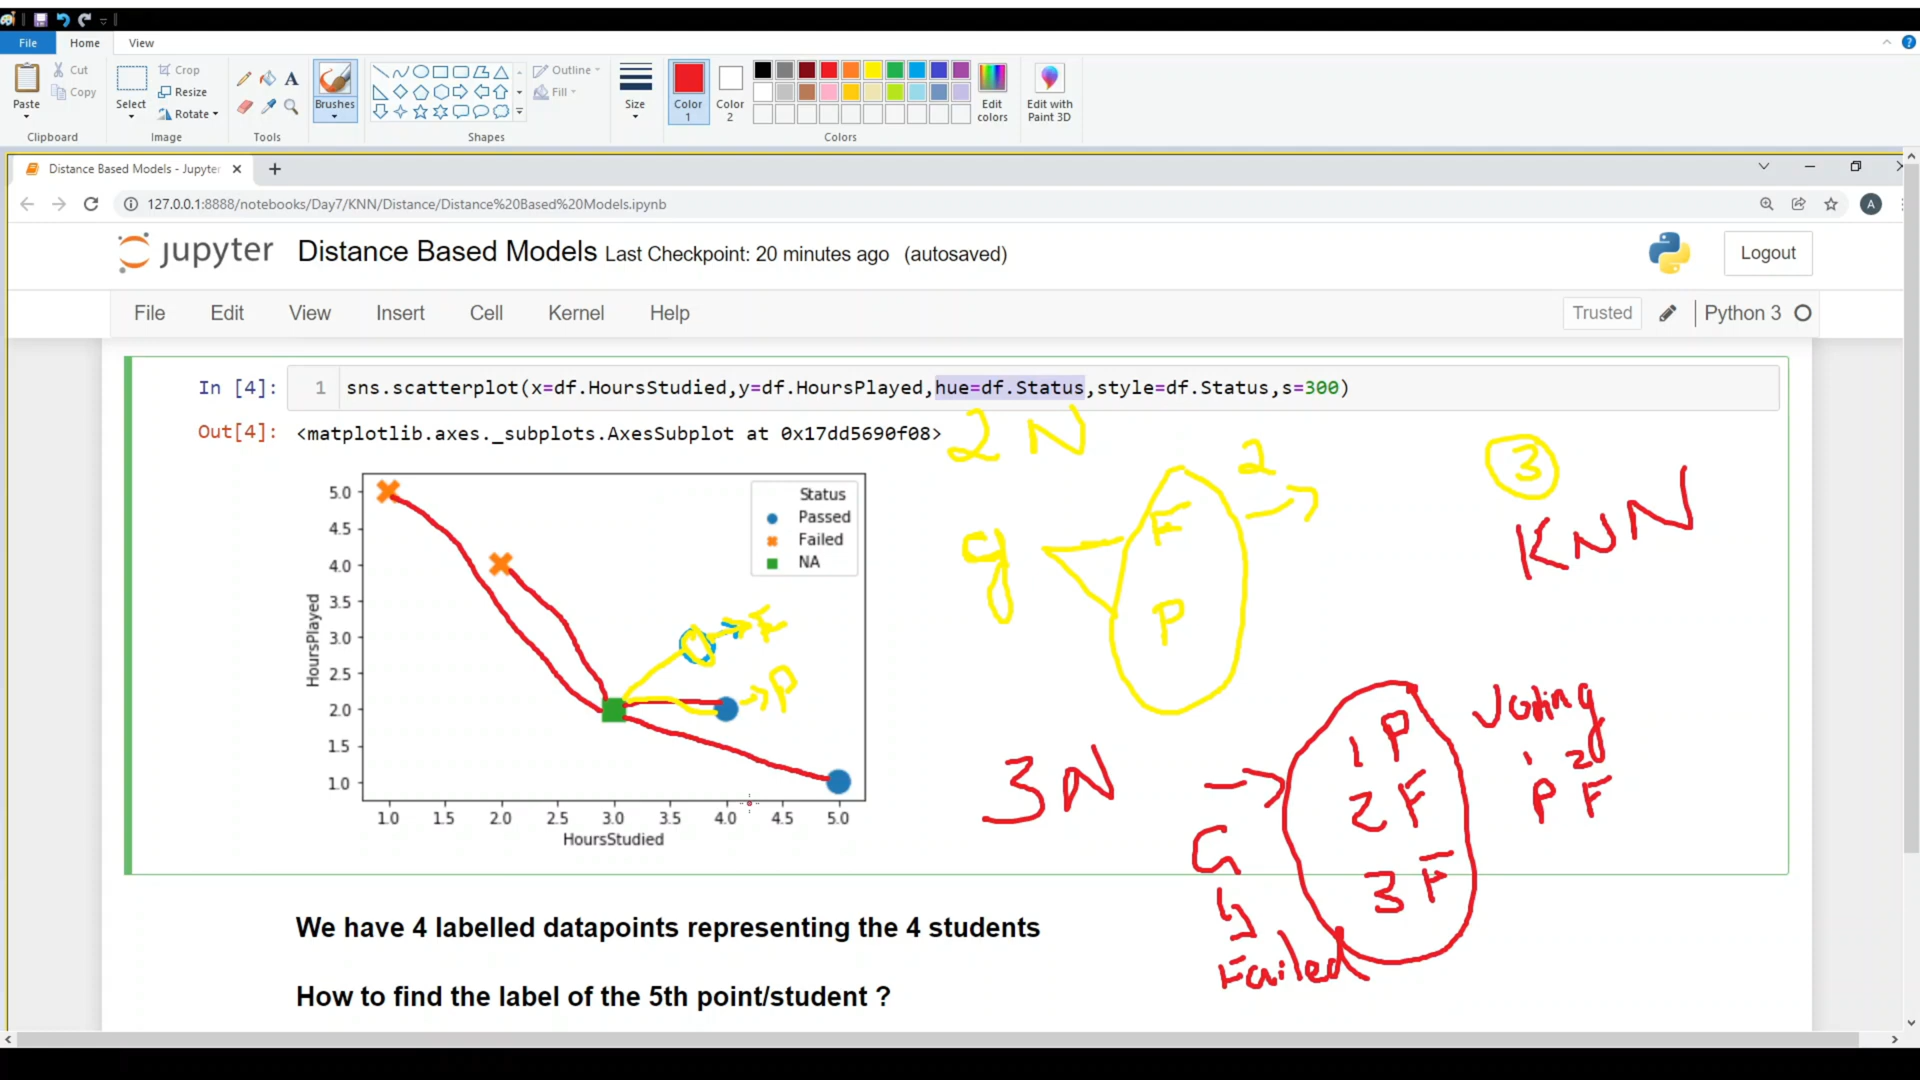 File Home View
Cut
Copy
Paste
Clipboard
Select
Crop
Resize
Rotate
Image
Tools
Brushes
Shapes
Outline
Fill
Size
Color 1
Color 2
Colors
Edit colors
Edit with Paint 3D
Distance Based Models - Jupyter
127.0.0.1:8888/notebooks/Day7/KNN/Distance/Distance%20Based%20Models.ipynb
A
jupyter Distance Based Models Last Checkpoint: 20 minutes ago (autosaved)
Logout
File Edit View Insert Cell Kernel Help
Trusted
Python 3
In [4]: 1 sns.scatterplot(x=df.HoursStudied,y=df.HoursPlayed,hue=df.Status,style=df.Status,s=300)
Out[4]: <matplotlib.axes._subplots.AxesSubplot at 0x17dd5690f08>
Status
Passed
Failed
NA
5.0
4.5
4.0
3.5
3.0
2.5
2.0
1.5
1.0
HoursPlayed
1.0 1.5 2.0 2.5 3.0 3.5 4.0 4.5 5.0
HoursStudied
F
P
2 N
g
F
P
2
3
KNN
3N
1 P
2 F
3 F
Voting
1 2
P F
G
Failed
We have 4 labelled datapoints representing the 4 students
How to find the label of the 5th point/student ?